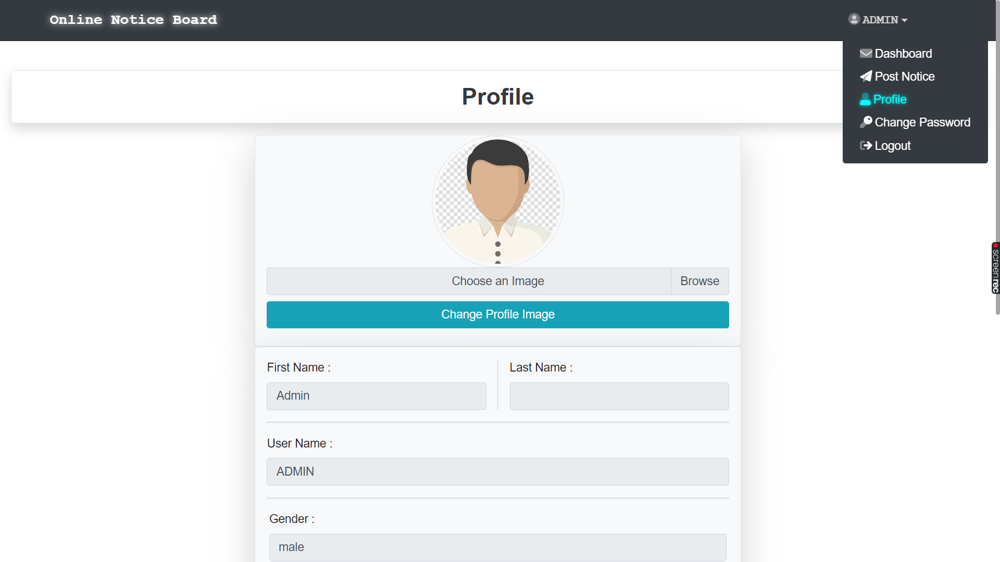 Online Notice Board
ADMIN
Dashboard
Post Notice
Profile
Change Password
Logout
Profile
Choose an Image
Browse
Change Profile Image
First Name :
Last Name :
Admin
User Name :
ADMIN
Gender :
male
screenrec